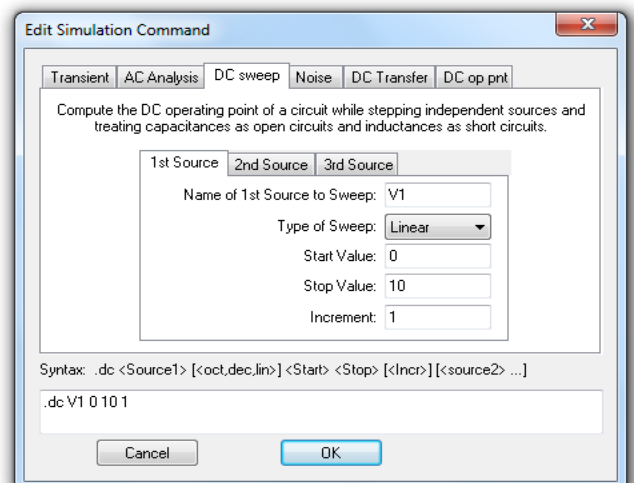 Edit Simulation Command
Transient AC Analysis DC sweep Noise DC Transfer DC op pnt
Compute the DC operating point of a circuit while stepping independent sources and
treating capacitances as open circuits and inductances as short circuits.
1st Source 2nd Source 3rd Source
Name of 1st Source to Sweep: V1
Type of Sweep: Linear
Start Value: 0
Stop Value: 10
Increment: 1
Syntax: .dc <Source1> [<oct,dec,lin>] <Start> <Stop> [<Incr>] [<source2> ...]
.dc V1 0 10 1
Cancel OK